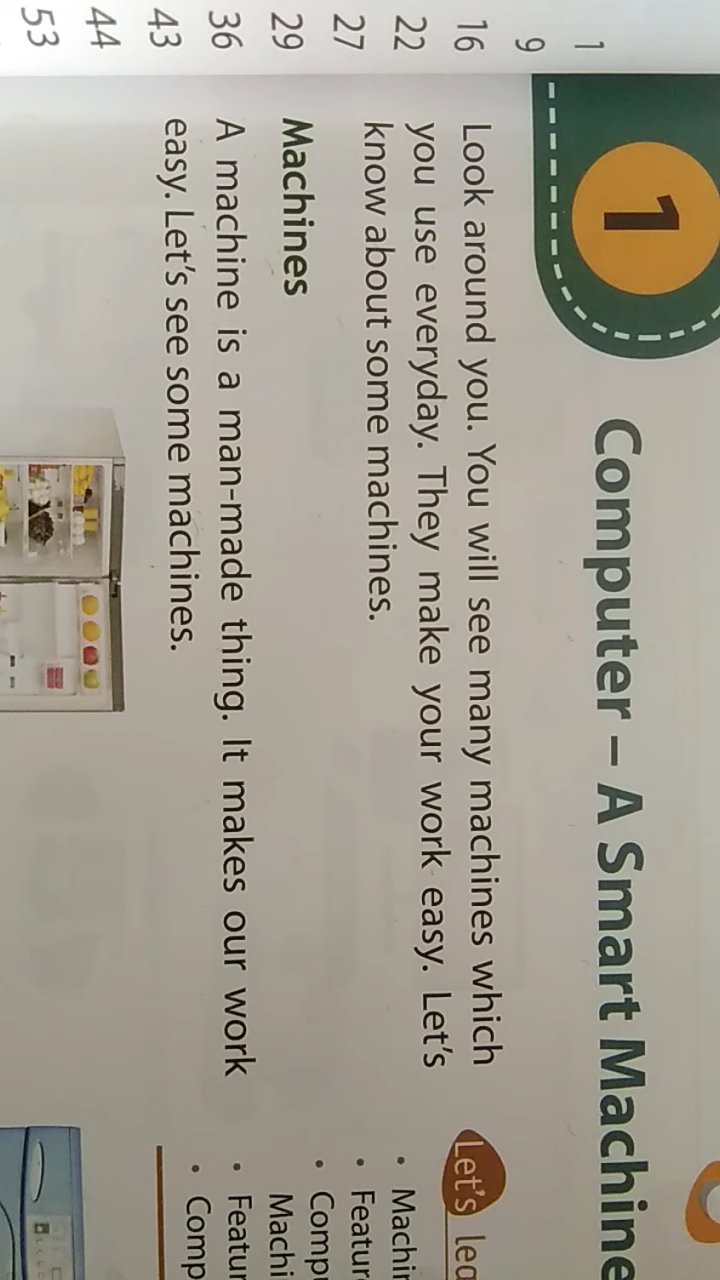 1
9
16
22
27
29
36
43
44
53
1
Computer – A Smart Machine
Look around you. You will see many machines which
you use everyday. They make your work easy. Let's
know about some machines.
Machines
A machine is a man-made thing. It makes our work
easy. Let's see some machines.
Let's
•
•
•
Machi
•
•